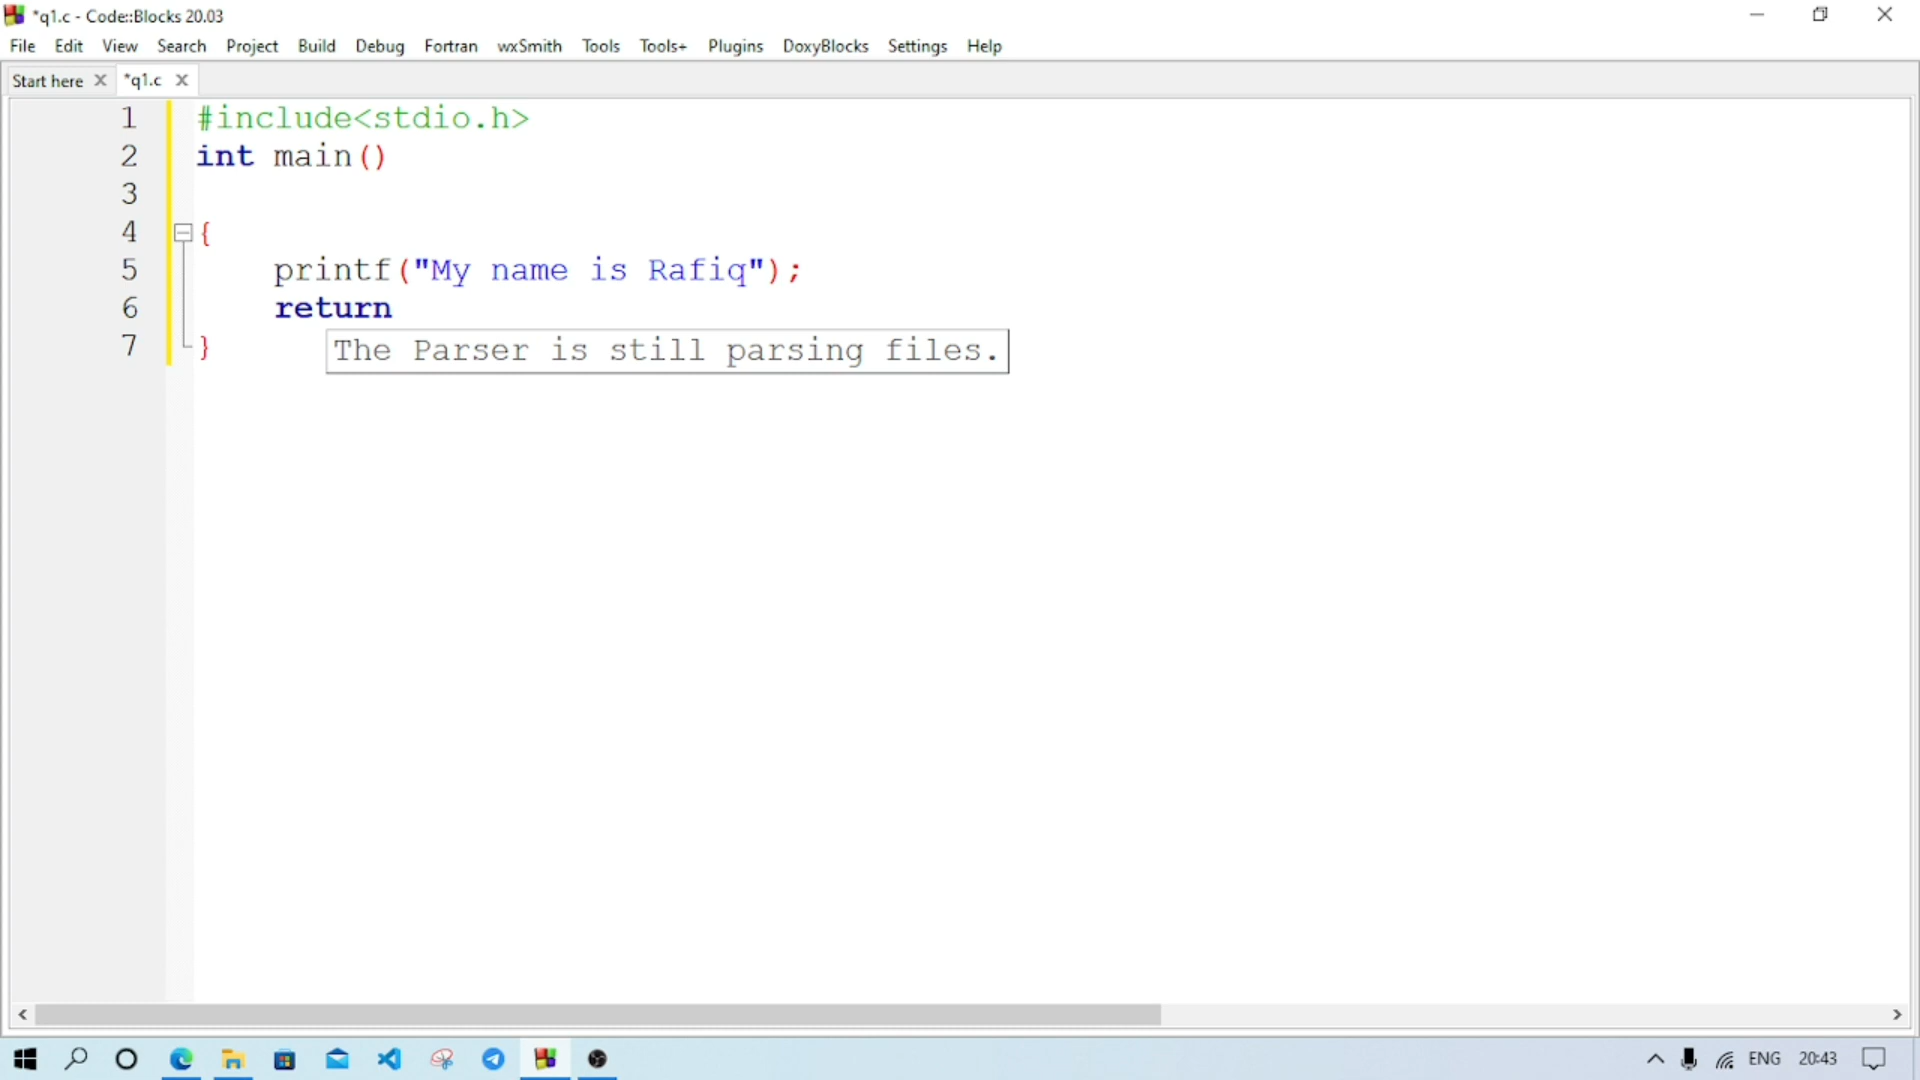 *q1.c - Code::Blocks 20.03
File Edit View Search Project Build Debug Fortran wxSmith Tools Tools+ Plugins DoxyBlocks Settings Help
Start here *q1.c
1 #include<stdio.h>
2 int main()
3
4 {
5 printf("My name is Rafiq");
6 return
7 }
The Parser is still parsing files.
ENG 20:43